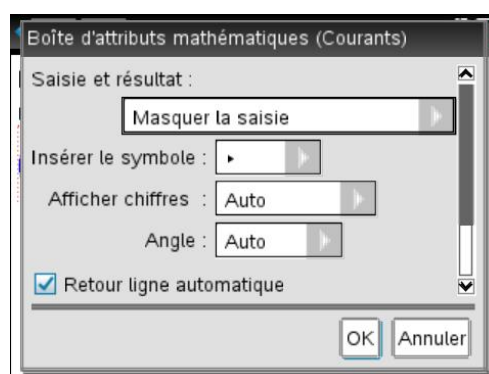 Boîte d'attributs mathématiques (Courants)
Saisie et résultat :
Masquer la saisie
Insérer le symbole : ▸
Afficher chiffres : Auto
Angle : Auto
Retour ligne automatique
OK Annuler